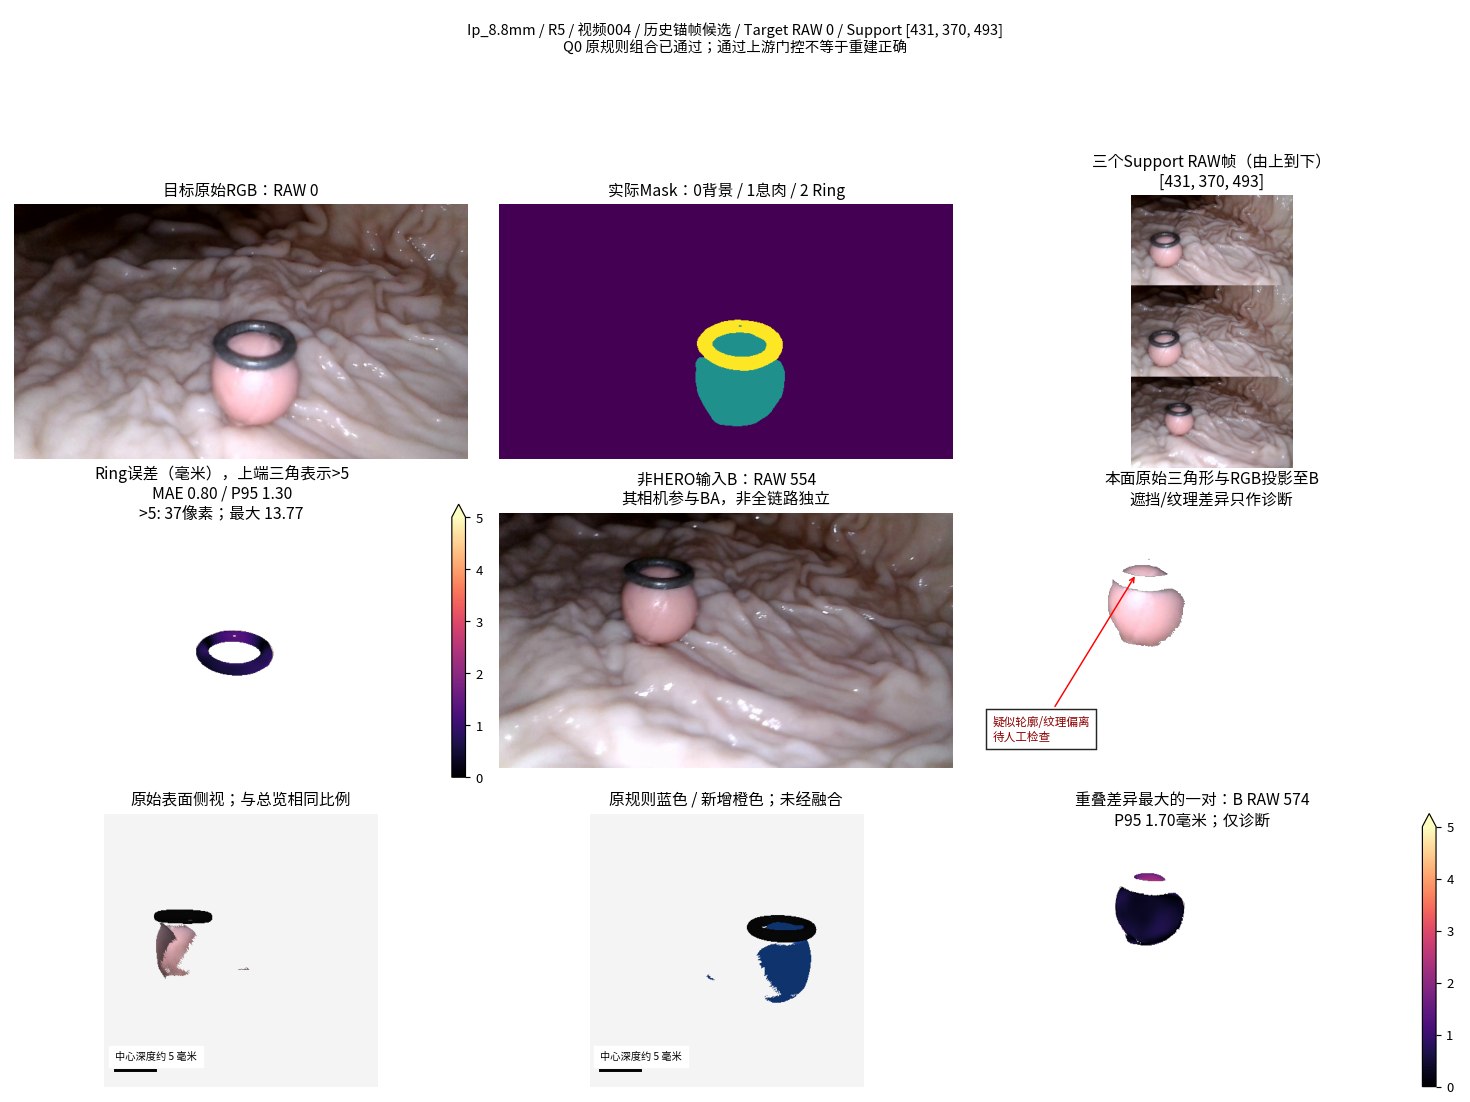 Ip_8.8mm / R5 / 视频004 / 历史锚帧候选 / Target RAW 0 / Support [431, 370, 493]
Q0 原规则组合已通过；通过上游门控不等于重建正确
目标原始RGB：RAW 0
实际Mask：0背景 / 1息肉 / 2 Ring
三个Support RAW帧（由上到下）
[431, 370, 493]
Ring误差（毫米），上端三角表示>5
MAE 0.80 / P95 1.30
>5: 37像素；最大 13.77
5
4
3
2
1
0
非HERO输入B：RAW 554
其相机参与BA，非全链路独立
本面原始三角形与RGB投影至B
遮挡/纹理差异只作诊断
疑似轮廓/纹理偏离
待人工检查
原始表面侧视；与总览相同比例
中心深度约 5 毫米
原规则蓝色 / 新增橙色；未经融合
中心深度约 5 毫米
重叠差异最大的一对：B RAW 574
P95 1.70毫米；仅诊断
5
4
3
2
1
0